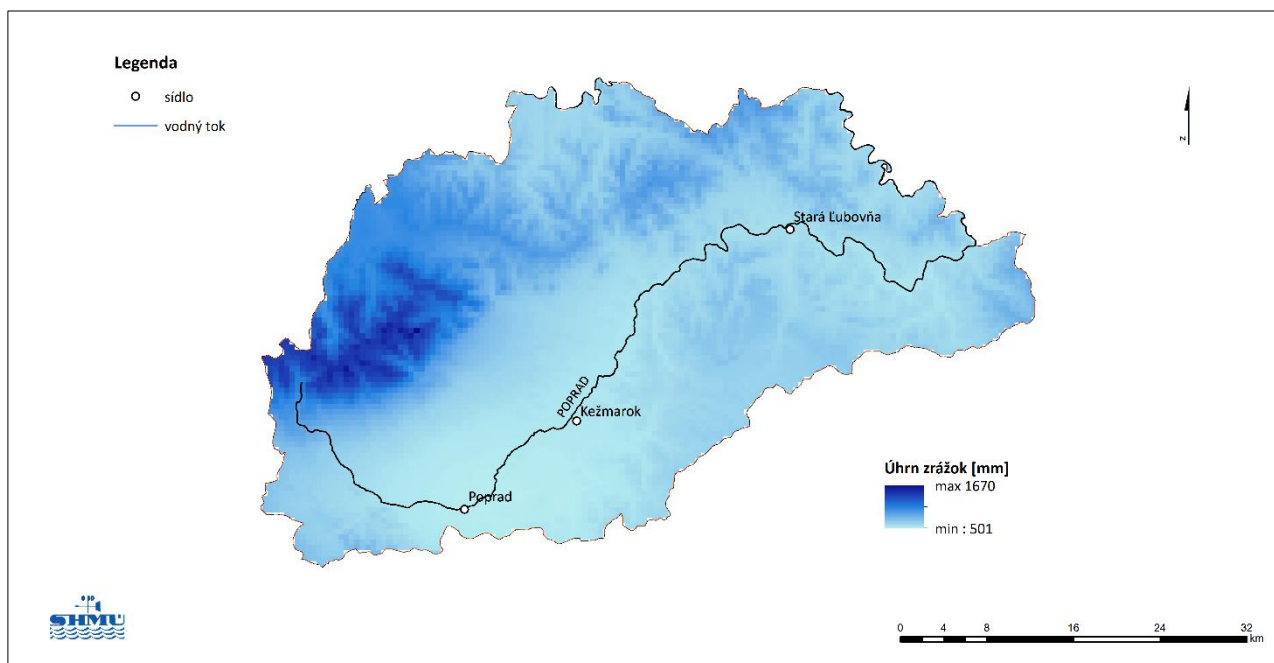 Legenda
sídlo
vodný tok
z
Stará Ľubovňa
POPRAD
Kežmarok
Poprad
Úhrn zrážok [mm]
max 1670
min : 501
SHMÚ
0 4 8 16 24 32
km